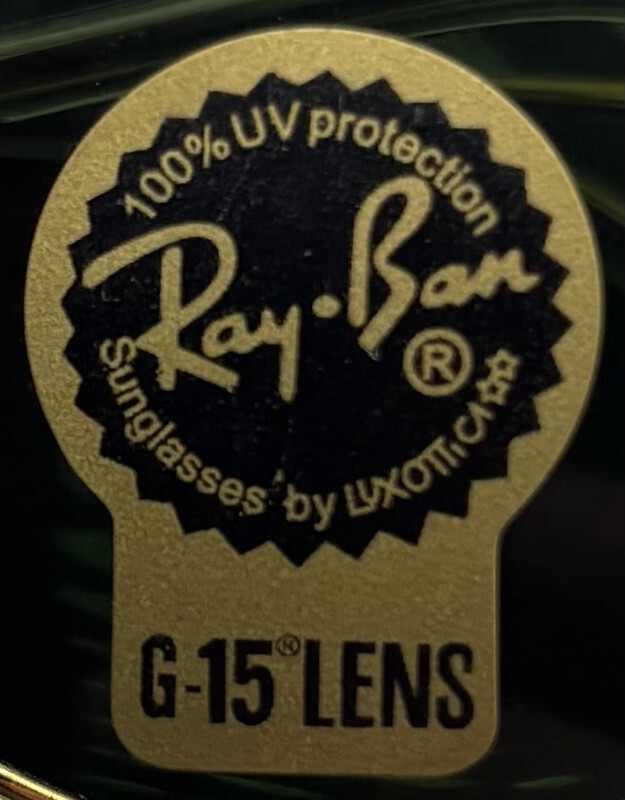 100% UV protection
Ray-Ban®
Sunglasses by LUXOTTICA
G-15® LENS